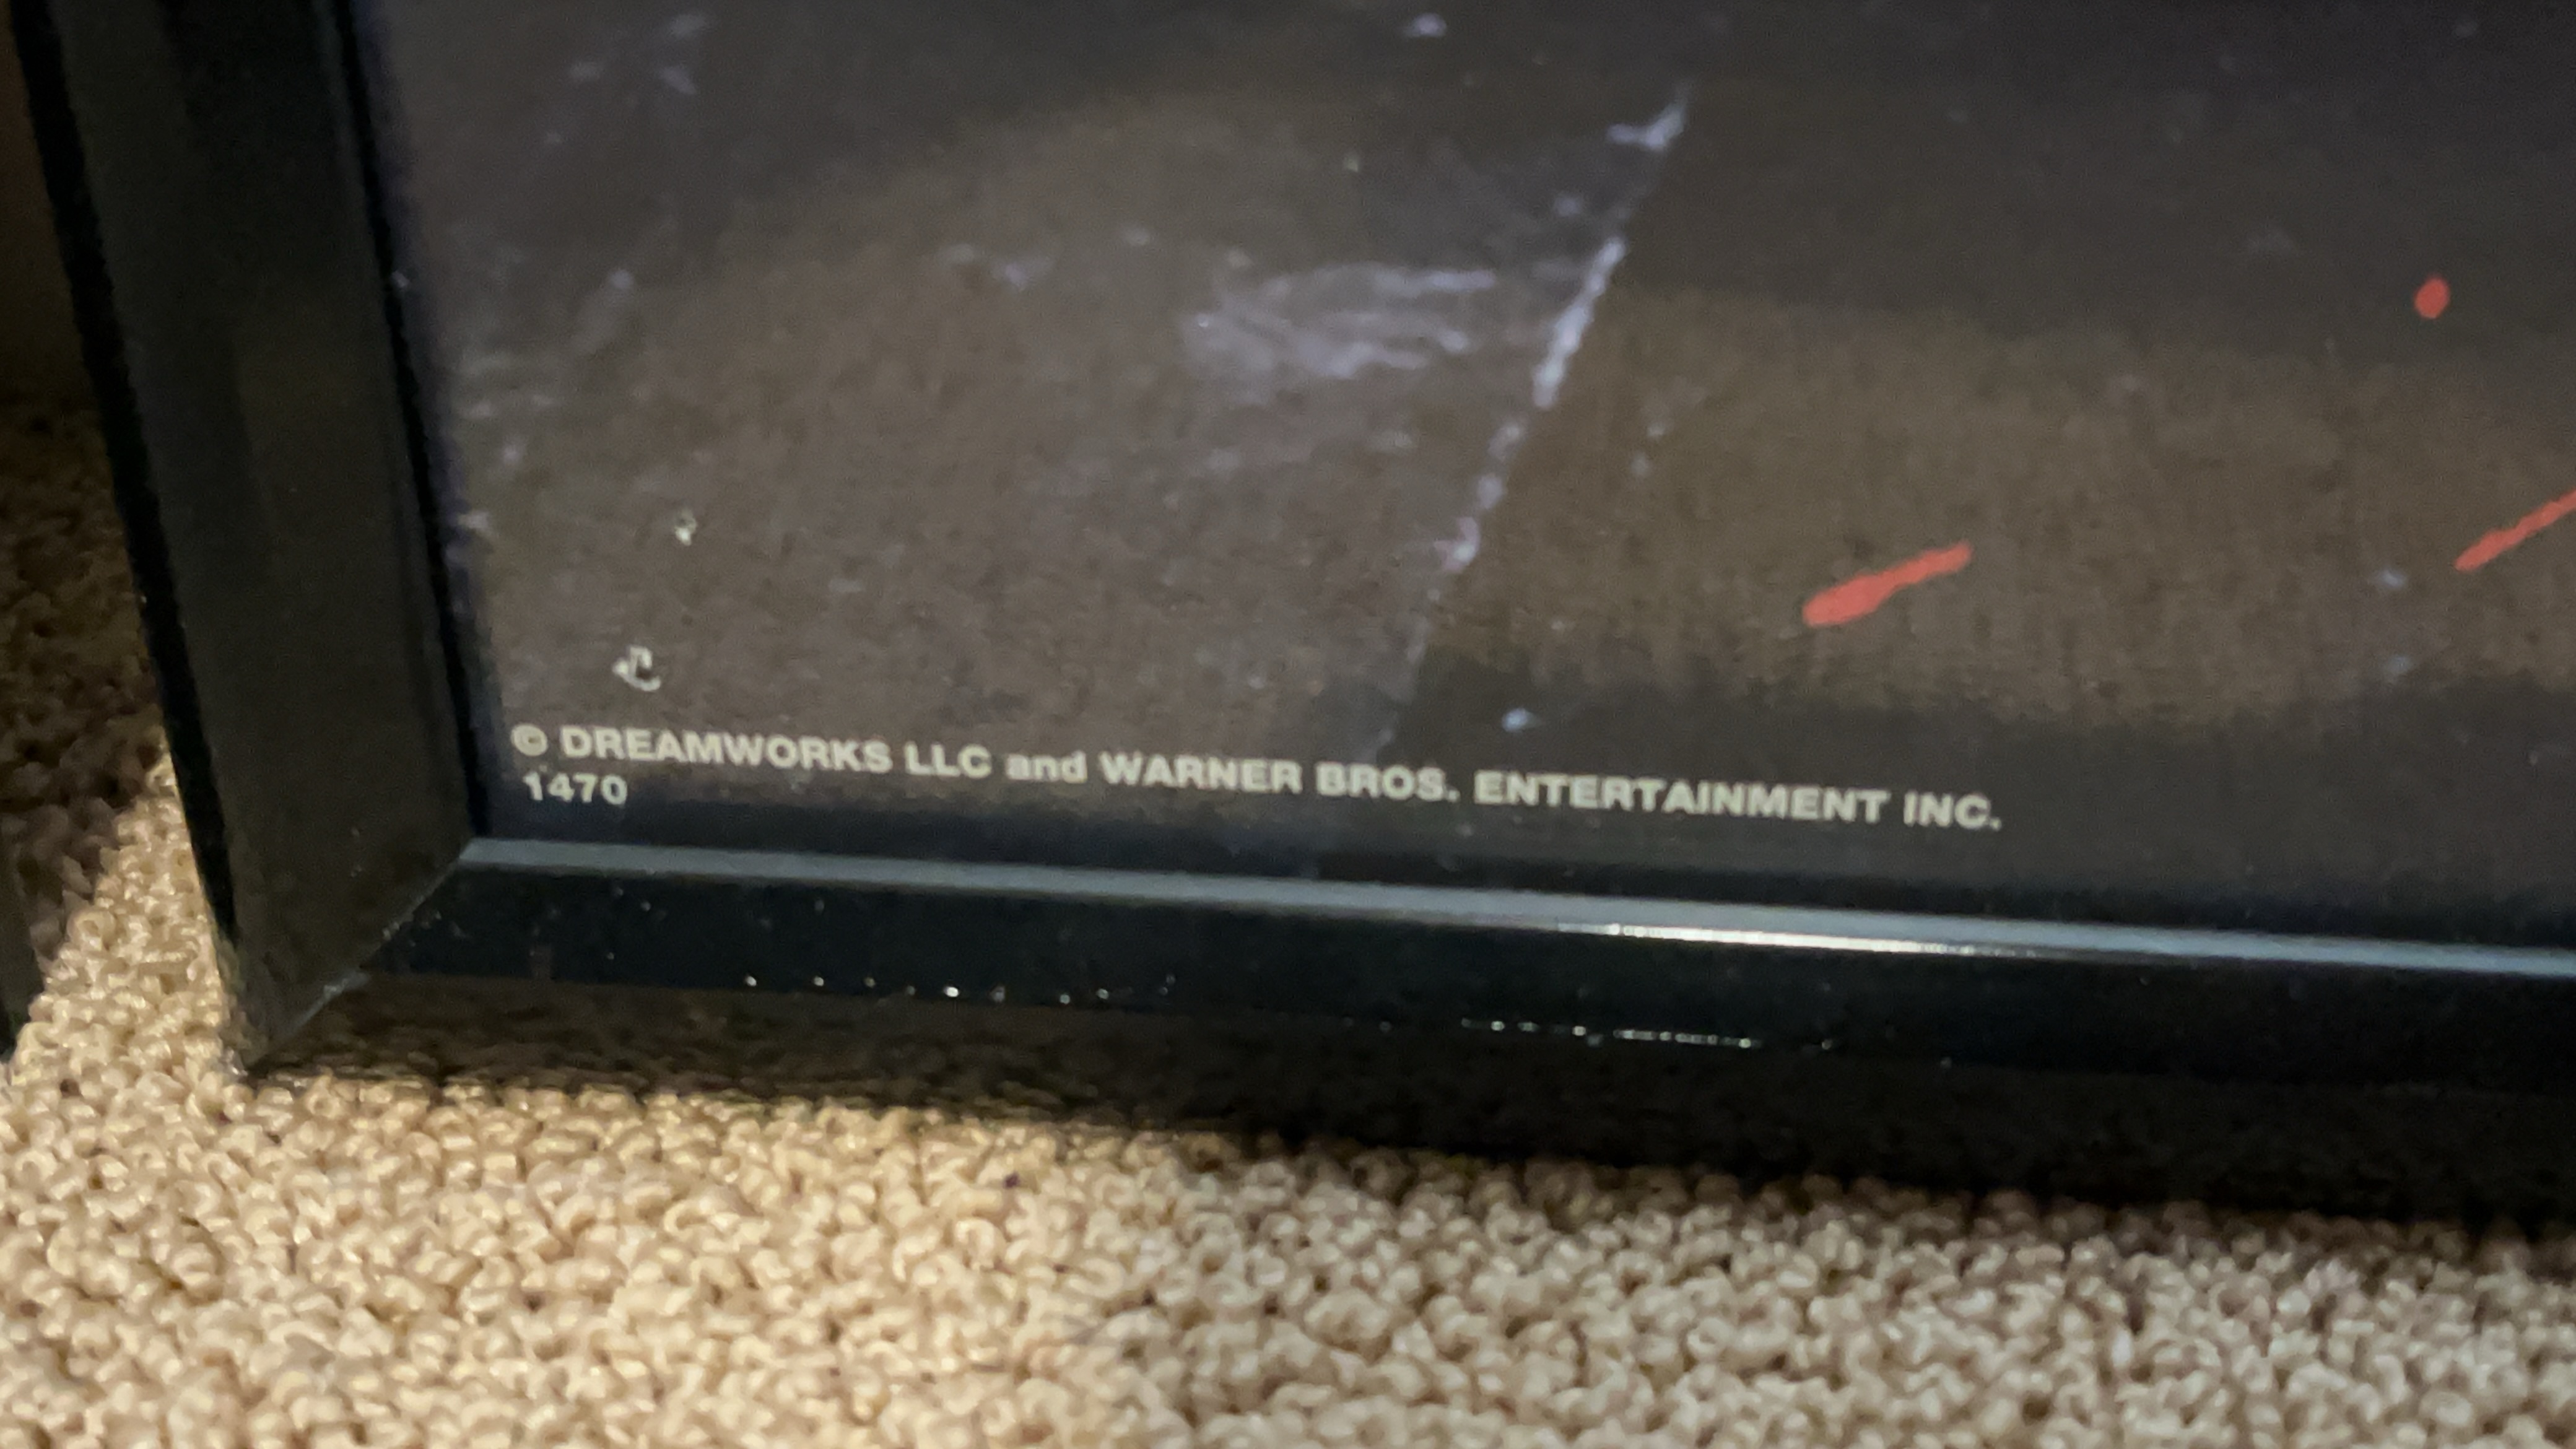 © DREAMWORKS LLC and WARNER BROS. ENTERTAINMENT INC.
1470